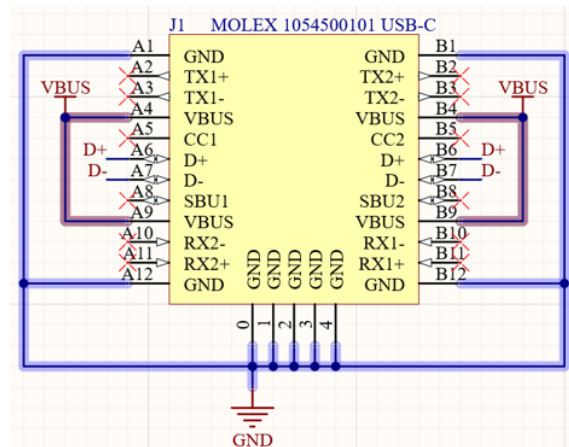 J1 MOLEX 1054500101 USB-C
A1 GND GND B1
A2 TX1+ TX2+ B2
A3 TX1- TX2- B3
VBUS A4 VBUS VBUS B4 VBUS
A5 CC1 CC2 B5
D+ A6 D+ D+ B6 D+
D- A7 D- D- B7 D-
A8 SBU1 SBU2 B8
A9 VBUS VBUS B9
A10 RX2- RX1- B10
A11 RX2+ RX1+ B11
A12 GND GND B12
GND GND GND GND GND
0 1 2 3 4
GND